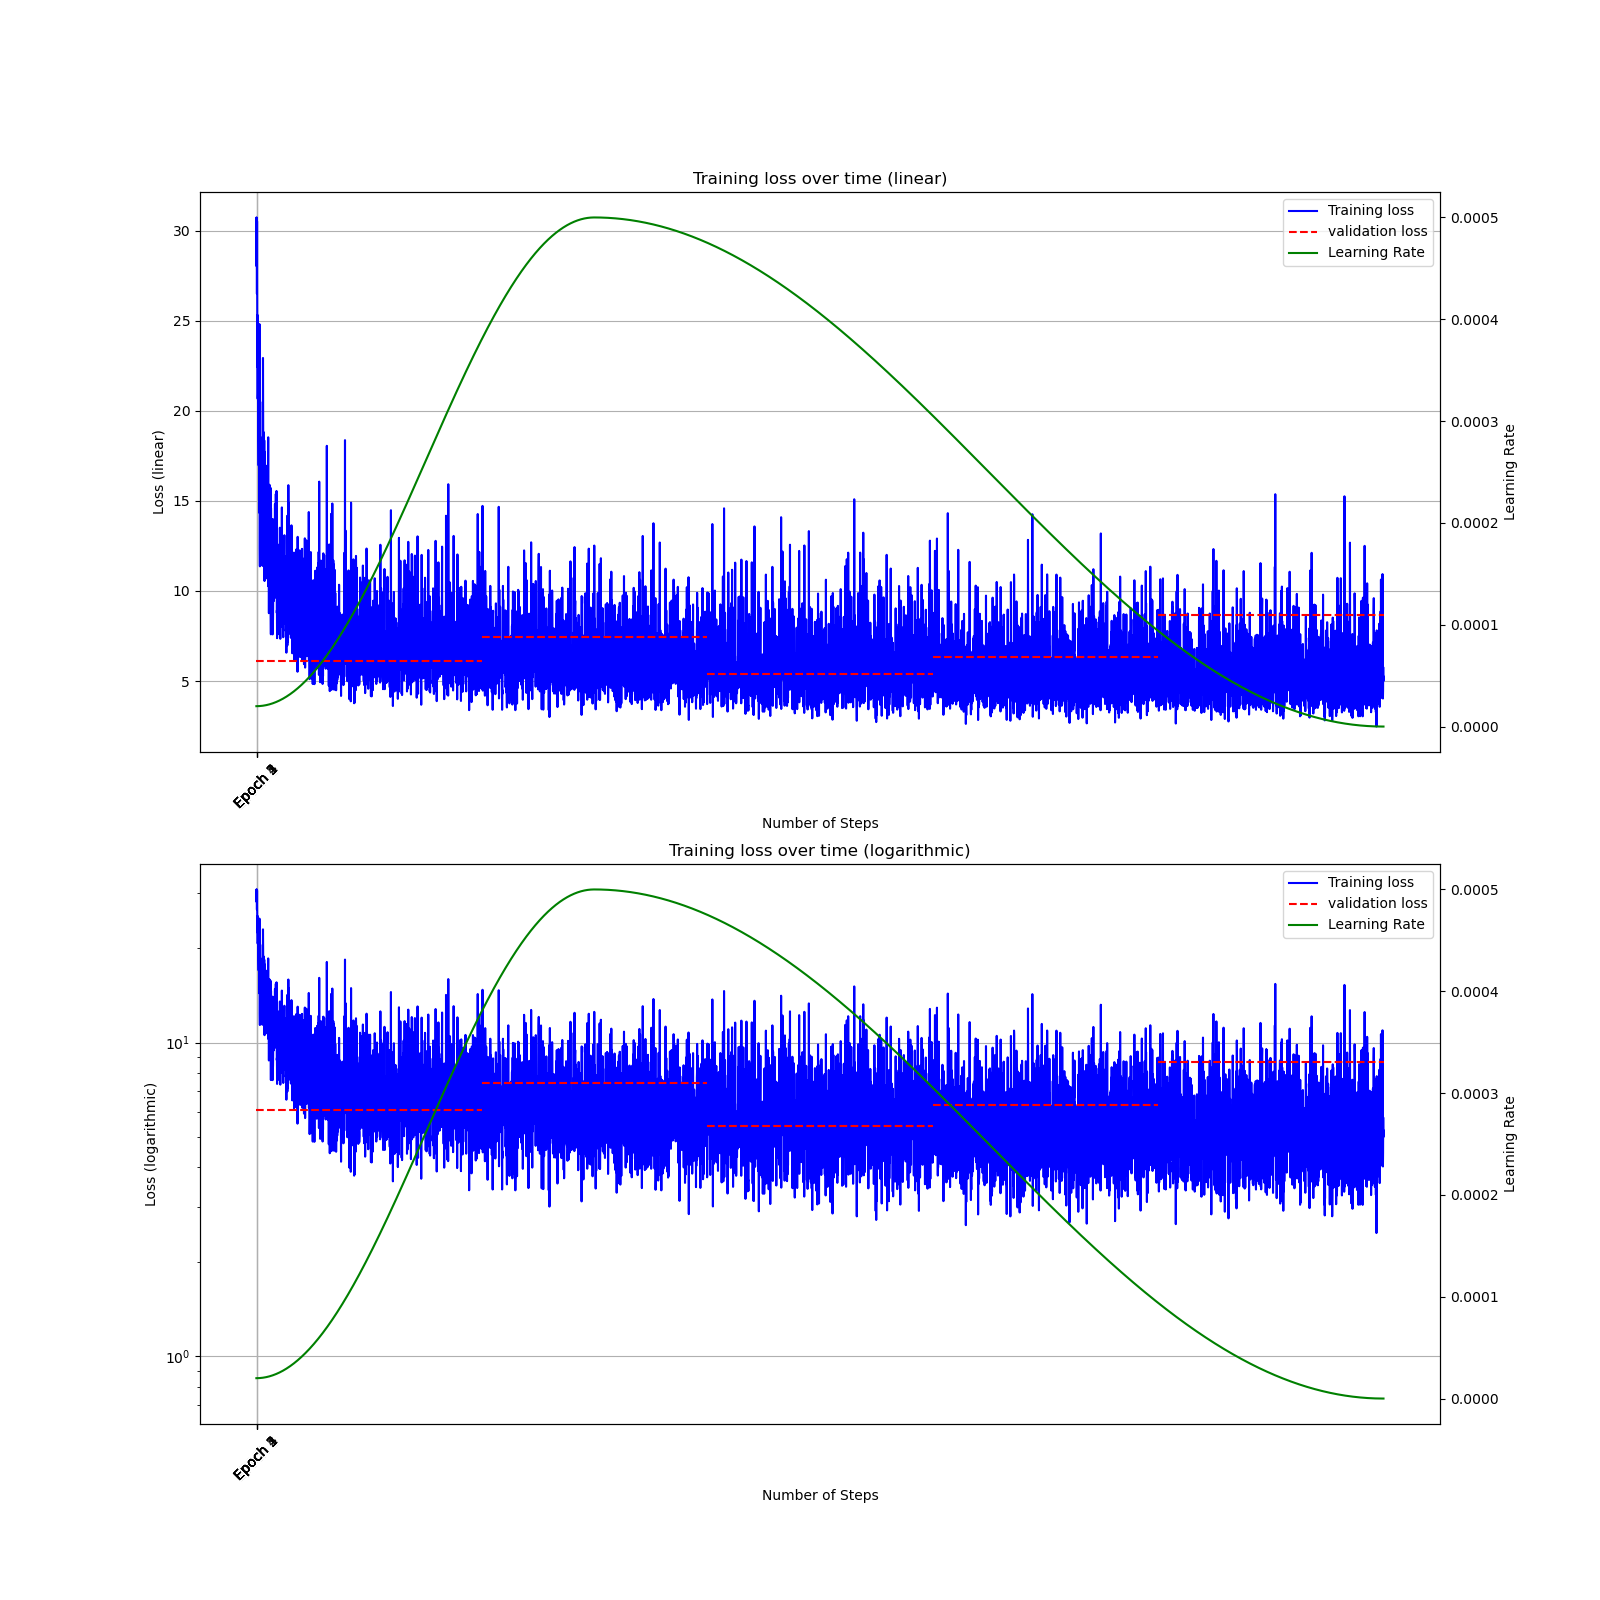 Training loss over time (linear)
30
25
20
15
10
5
Loss (linear)
Training loss
validation loss
Learning Rate
0.0005
0.0004
0.0003
0.0002
0.0001
0.0000
Learning Rate
Epoch
Number of Steps
Training loss over time (logarithmic)
10¹
10⁰
Loss (logarithmic)
Training loss
validation loss
Learning Rate
0.0005
0.0004
0.0003
0.0002
0.0001
0.0000
Learning Rate
Epoch
Number of Steps